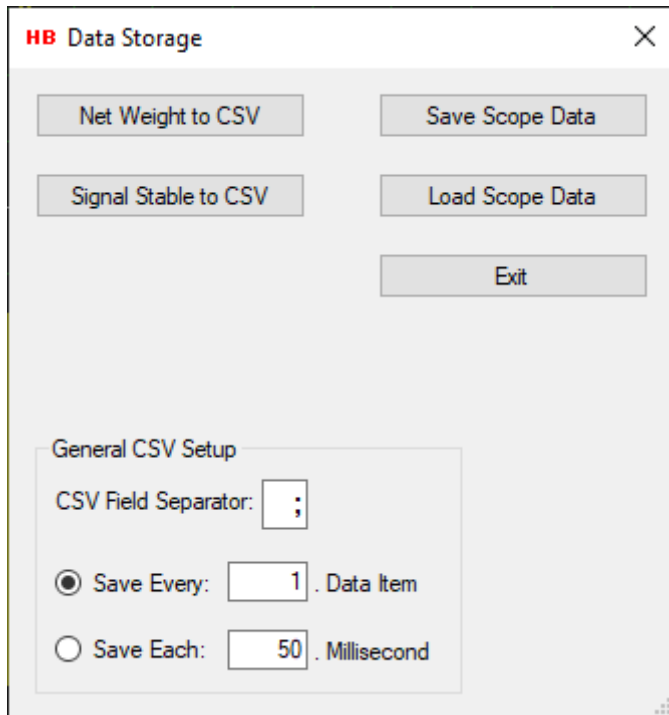 HB Data Storage
Net Weight to CSV
Save Scope Data
Signal Stable to CSV
Load Scope Data
Exit
General CSV Setup
CSV Field Separator: ;
Save Every: 1 . Data Item
Save Each: 50 . Millisecond